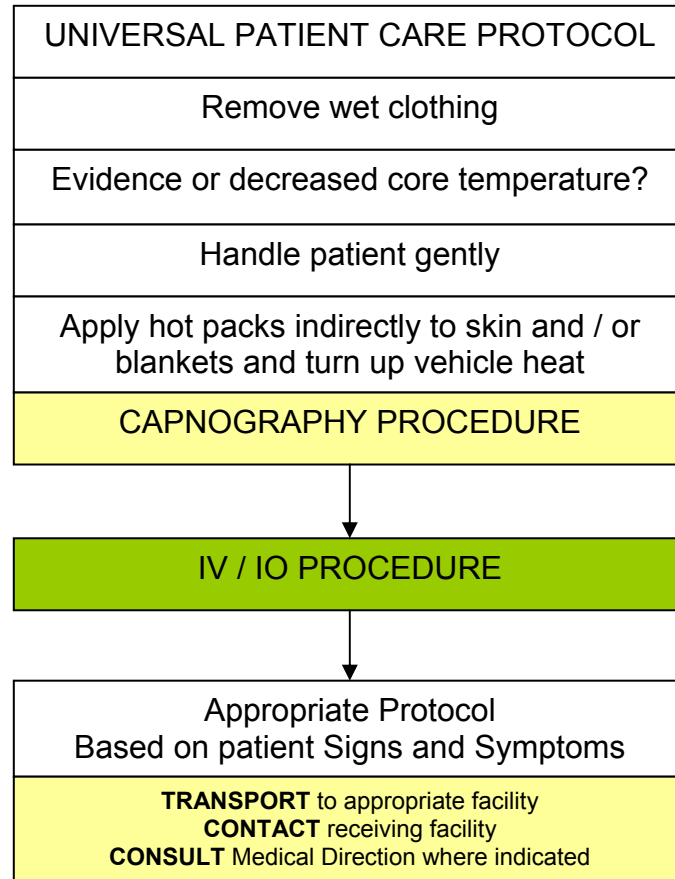 UNIVERSAL PATIENT CARE PROTOCOL
Remove wet clothing
Evidence or decreased core temperature?
Handle patient gently
Apply hot packs indirectly to skin and / or
blankets and turn up vehicle heat
CAPNOGRAPHY PROCEDURE
IV / IO PROCEDURE
Appropriate Protocol
Based on patient Signs and Symptoms
TRANSPORT to appropriate facility
CONTACT receiving facility
CONSULT Medical Direction where indicated